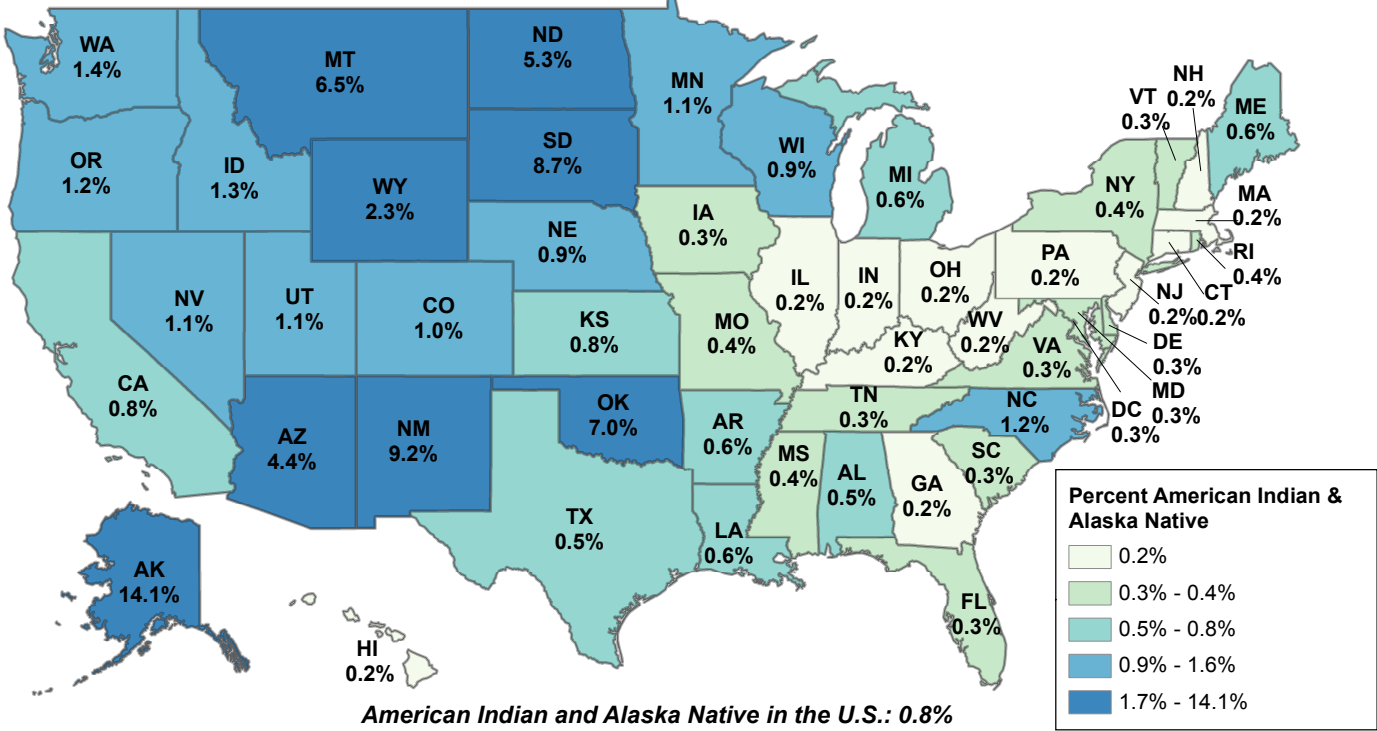 WA
1.4%
MT
6.5%
ND
5.3%
MN
1.1%
OR
1.2%
ID
1.3%
WY
2.3%
SD
8.7%
WI
0.9%
MI
0.6%
NH
0.2%
VT
0.3%
ME
0.6%
NY
0.4%
MA
0.2%
RI
0.4%
CT
0.2%
NJ
0.2%
PA
0.2%
IA
0.3%
NE
0.9%
NV
1.1%
UT
1.1%
CO
1.0%
KS
0.8%
MO
0.4%
IL
0.2%
IN
0.2%
OH
0.2%
WV
0.2%
KY
0.2%
VA
0.3%
DE
0.3%
MD
0.3%
DC
0.3%
CA
0.8%
AZ
4.4%
NM
9.2%
OK
7.0%
AR
0.6%
TN
0.3%
NC
1.2%
SC
0.3%
MS
0.4%
AL
0.5%
GA
0.2%
TX
0.5%
LA
0.6%
FL
0.3%
AK
14.1%
HI
0.2%
Percent American Indian &
Alaska Native
0.2%
0.3% - 0.4%
0.5% - 0.8%
0.9% - 1.6%
1.7% - 14.1%
American Indian and Alaska Native in the U.S.: 0.8%